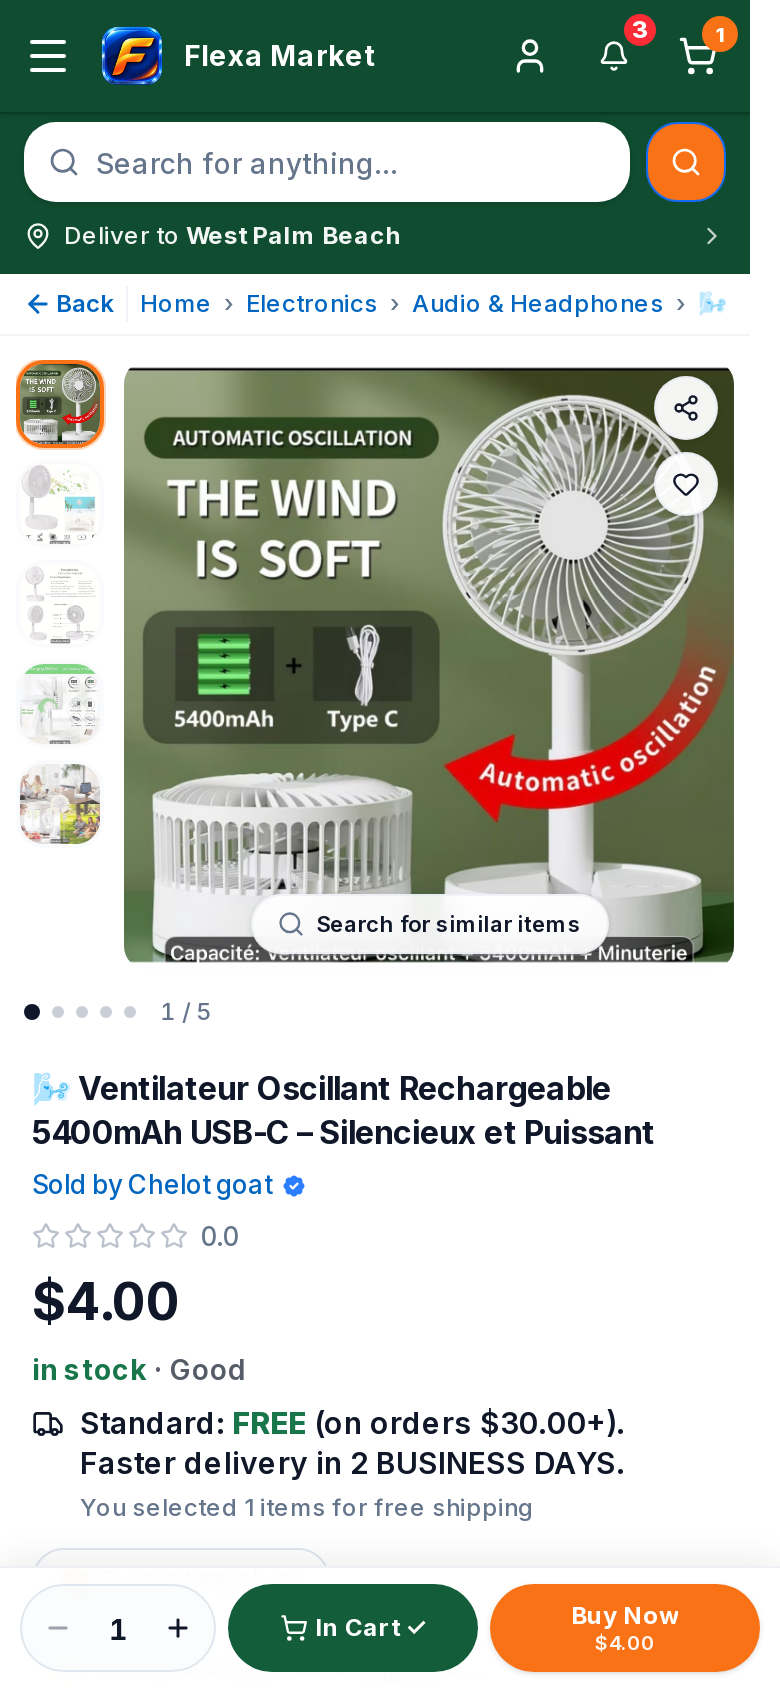 Flexa Market
3
1
Search for anything...
Deliver to West Palm Beach
Back
Home › Electronics › Audio & Headphones › 🌬️
AUTOMATIC OSCILLATION
THE WIND
IS SOFT
5400mAh + Type C
Automatic oscillation
Search for similar items
Capacité: Ventilateur oscillant + 5400mAh + Minuterie
1 / 5
🌬️ Ventilateur Oscillant Rechargeable
5400mAh USB-C – Silencieux et Puissant
Sold by Chelot goat
0.0
$4.00
in stock · Good
Standard: FREE (on orders $30.00+).
Faster delivery in 2 BUSINESS DAYS.
You selected 1 items for free shipping
− 1 +
In Cart ✓
Buy Now
$4.00